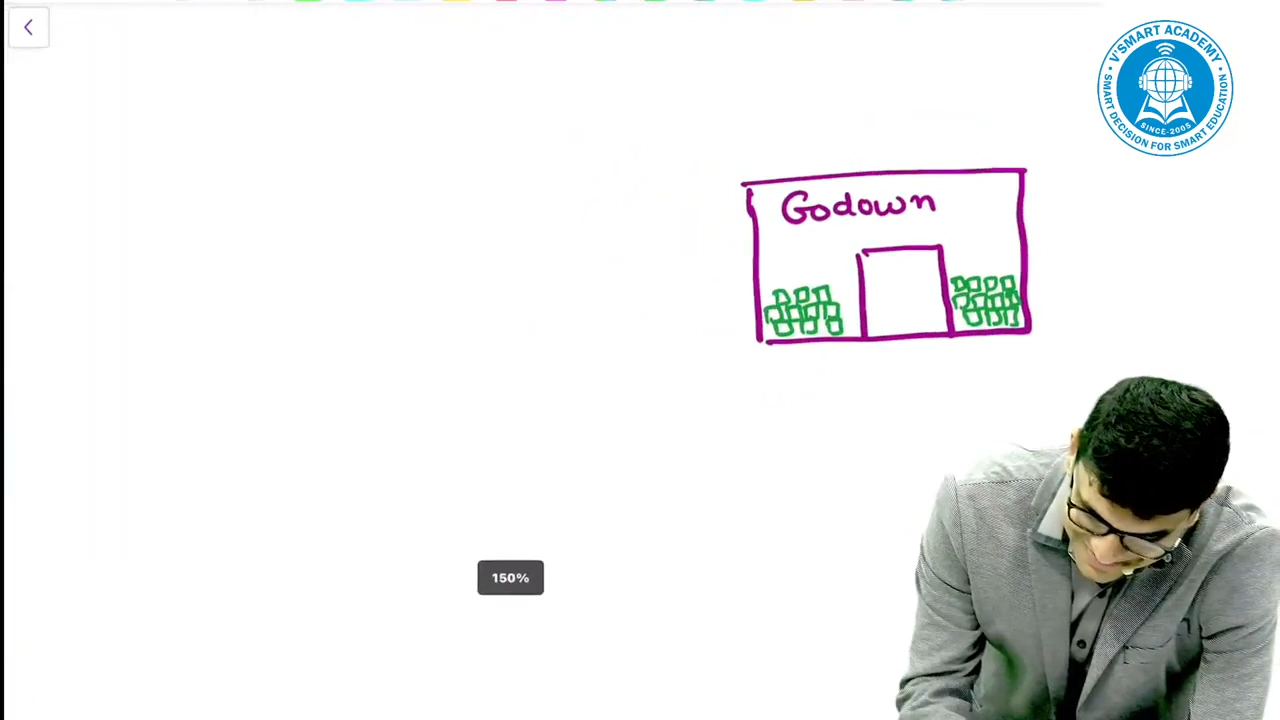 V'SMART ACADEMY
SMART DECISION FOR SMART EDUCATION
SINCE-2005
Godown
150%